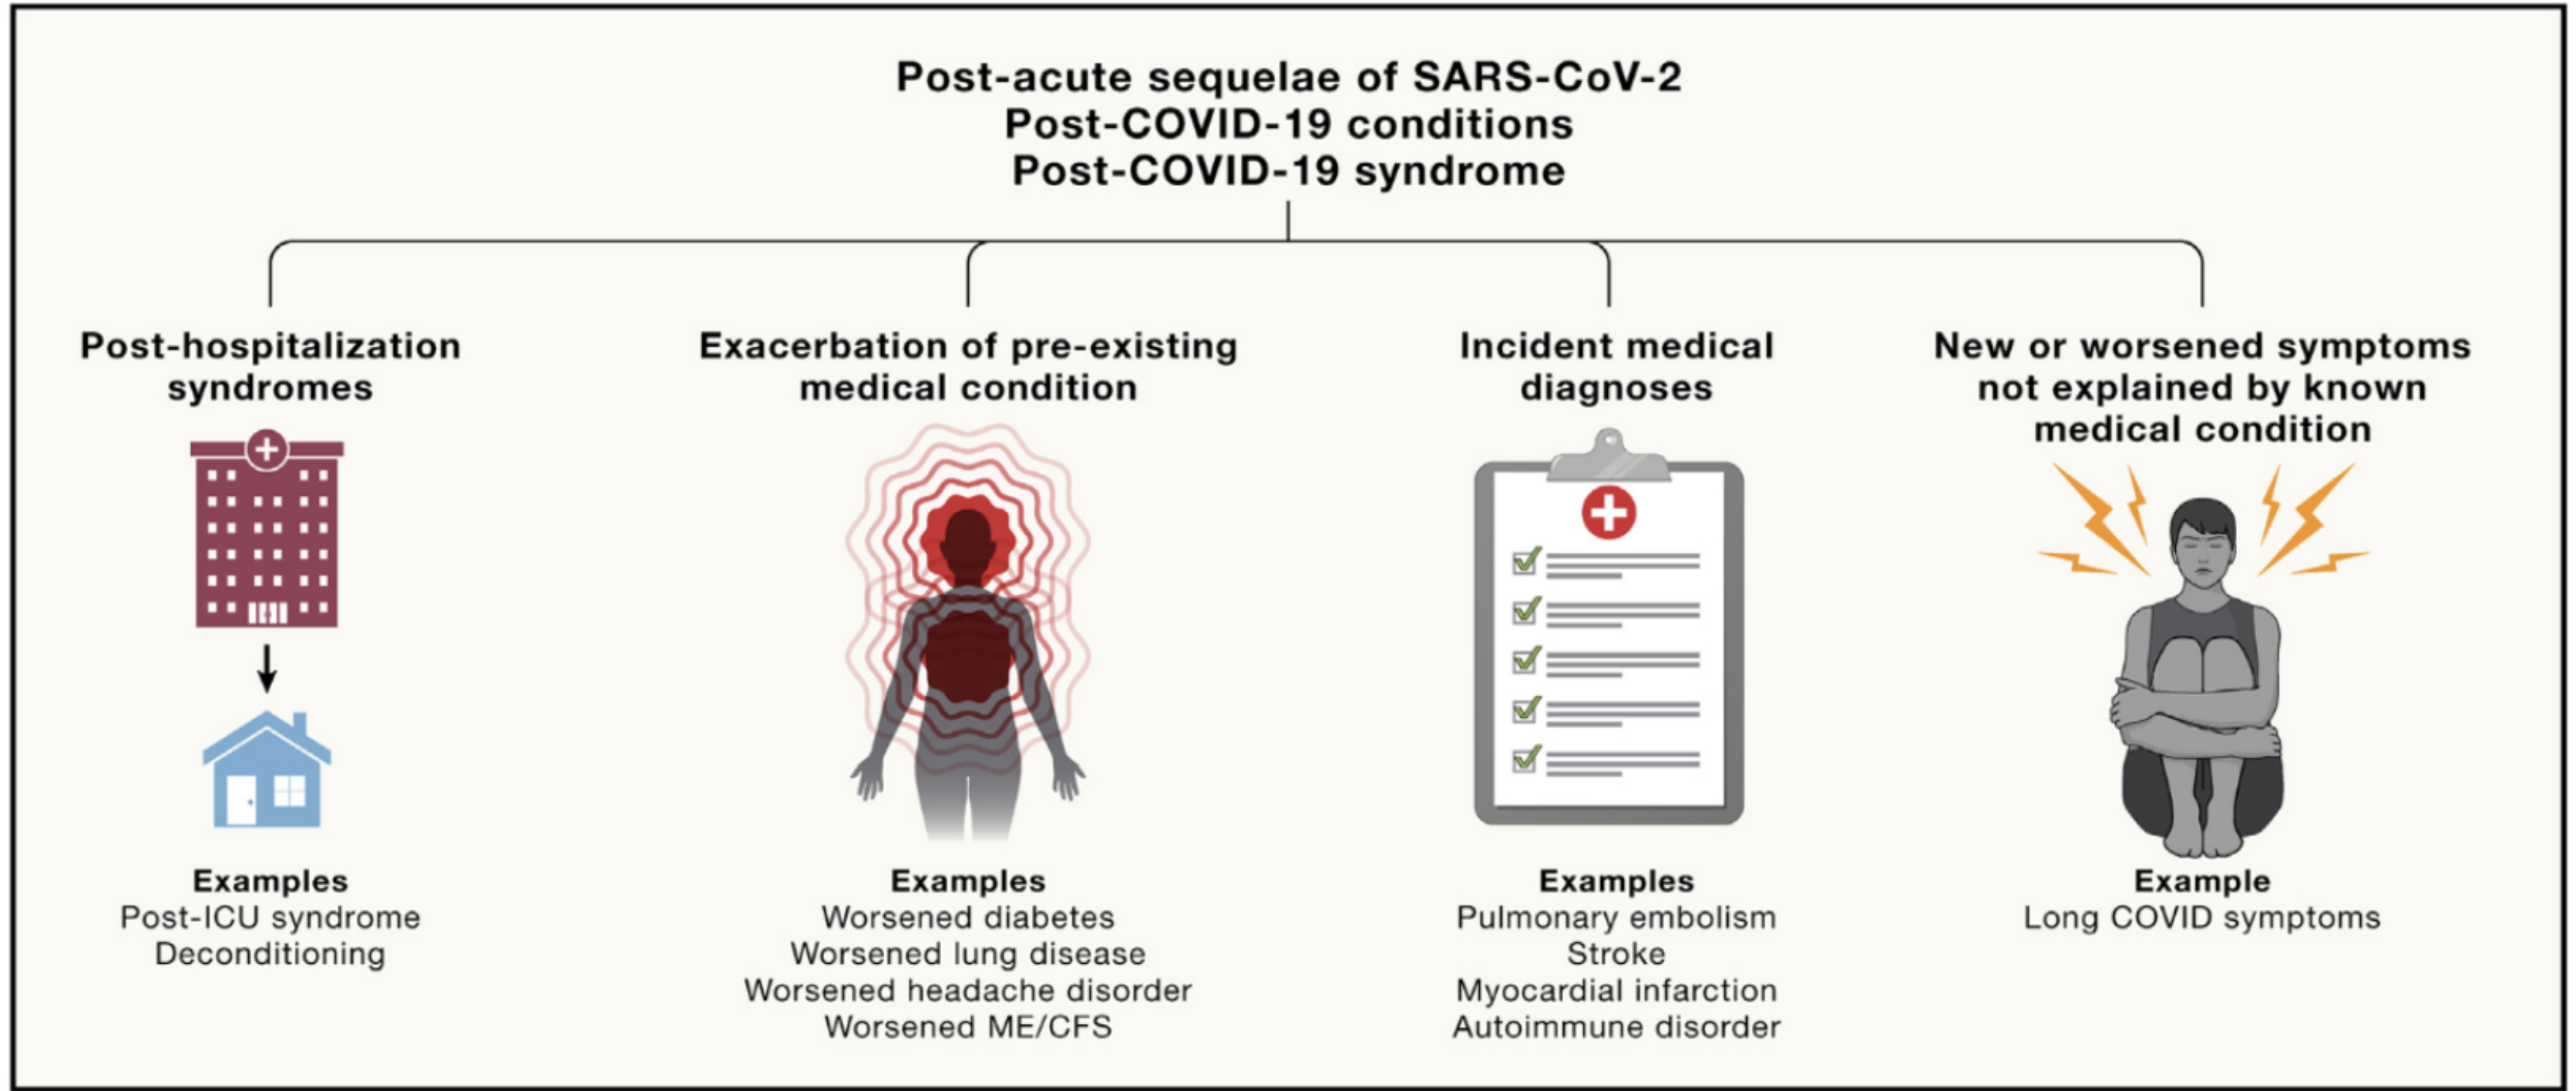 Post-acute sequelae of SARS-CoV-2
Post-COVID-19 conditions
Post-COVID-19 syndrome
Post-hospitalization
syndromes
Examples
Post-ICU syndrome
Deconditioning
Exacerbation of pre-existing
medical condition
Examples
Worsened diabetes
Worsened lung disease
Worsened headache disorder
Worsened ME/CFS
Incident medical
diagnoses
Examples
Pulmonary embolism
Stroke
Myocardial infarction
Autoimmune disorder
New or worsened symptoms
not explained by known
medical condition
Example
Long COVID symptoms